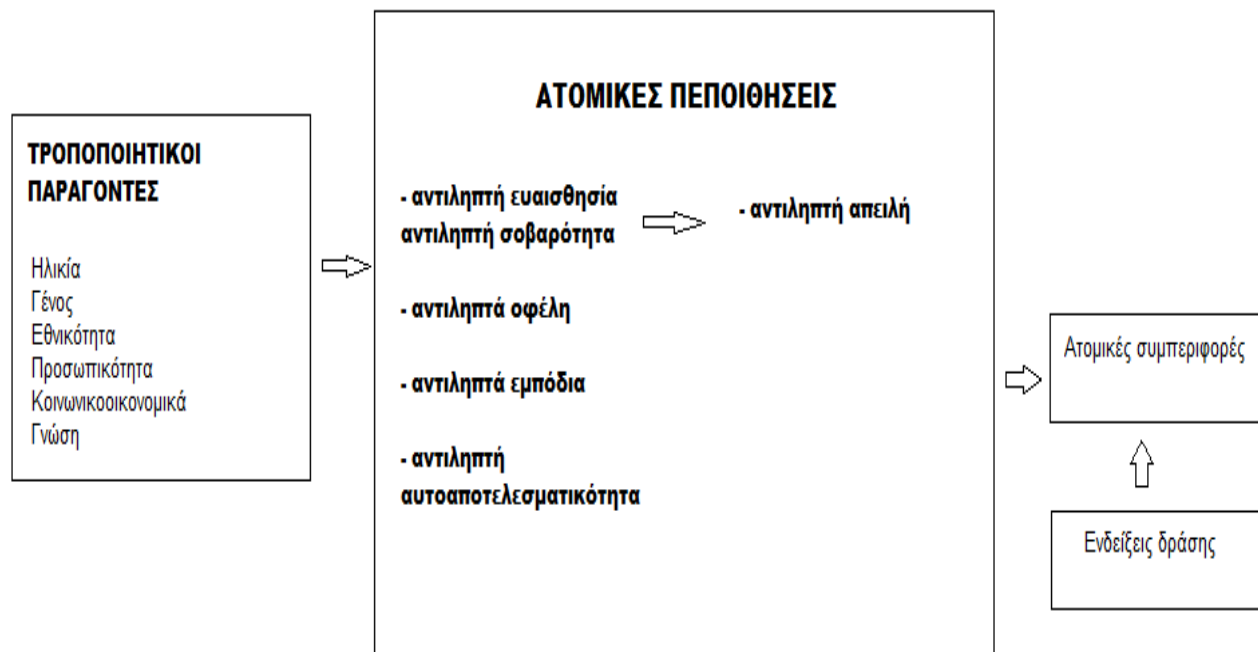 ΤΡΟΠΟΠΟΙΗΤΙΚΟΙ
ΠΑΡΑΓΟΝΤΕΣ
Ηλικία
Γένος
Εθνικότητα
Προσωπικότητα
Κοινωνικοοικονομικά
Γνώση
ΑΤΟΜΙΚΕΣ ΠΕΠΟΙΘΗΣΕΙΣ
- αντιληπτή ευαισθησία
αντιληπτή σοβαρότητα
- αντιληπτή απειλή
- αντιληπτά οφέλη
- αντιληπτά εμπόδια
- αντιληπτή
αυτοαποτελεσματικότητα
Ατομικές συμπεριφορές
Ενδείξεις δράσης